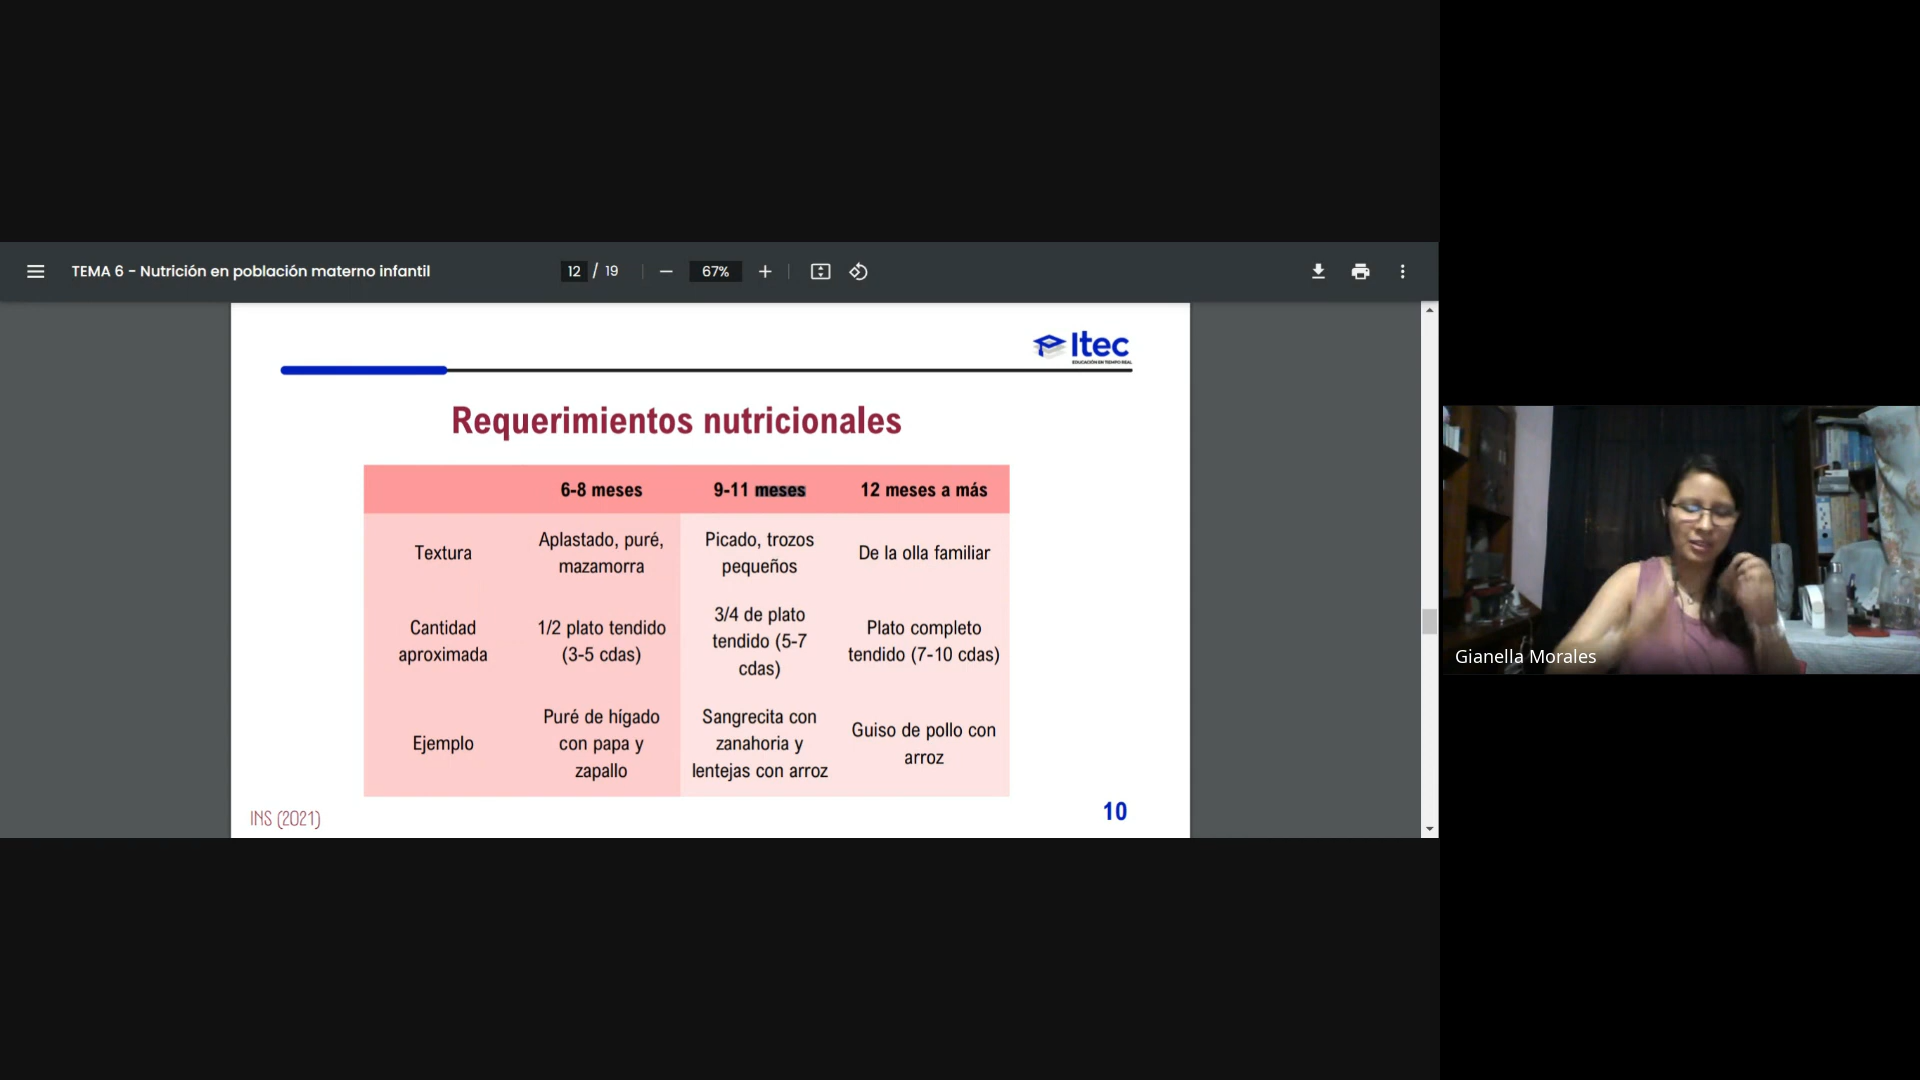 TEMA 6 - Nutrición en población materno infantil
12 / 19
67%
Itec
EDUCACIÓN EN TIEMPO REAL
Requerimientos nutricionales
6-8 meses
9-11 meses
12 meses a más
Textura
Aplastado, puré,
mazamorra
Picado, trozos
pequeños
De la olla familiar
Cantidad
aproximada
1/2 plato tendido
(3-5 cdas)
3/4 de plato
tendido (5-7
cdas)
Plato completo
tendido (7-10 cdas)
Ejemplo
Puré de hígado
con papa y
zapallo
Sangrecita con
zanahoria y
lentejas con arroz
Guiso de pollo con
arroz
INS (2021)
10
Gianella Morales